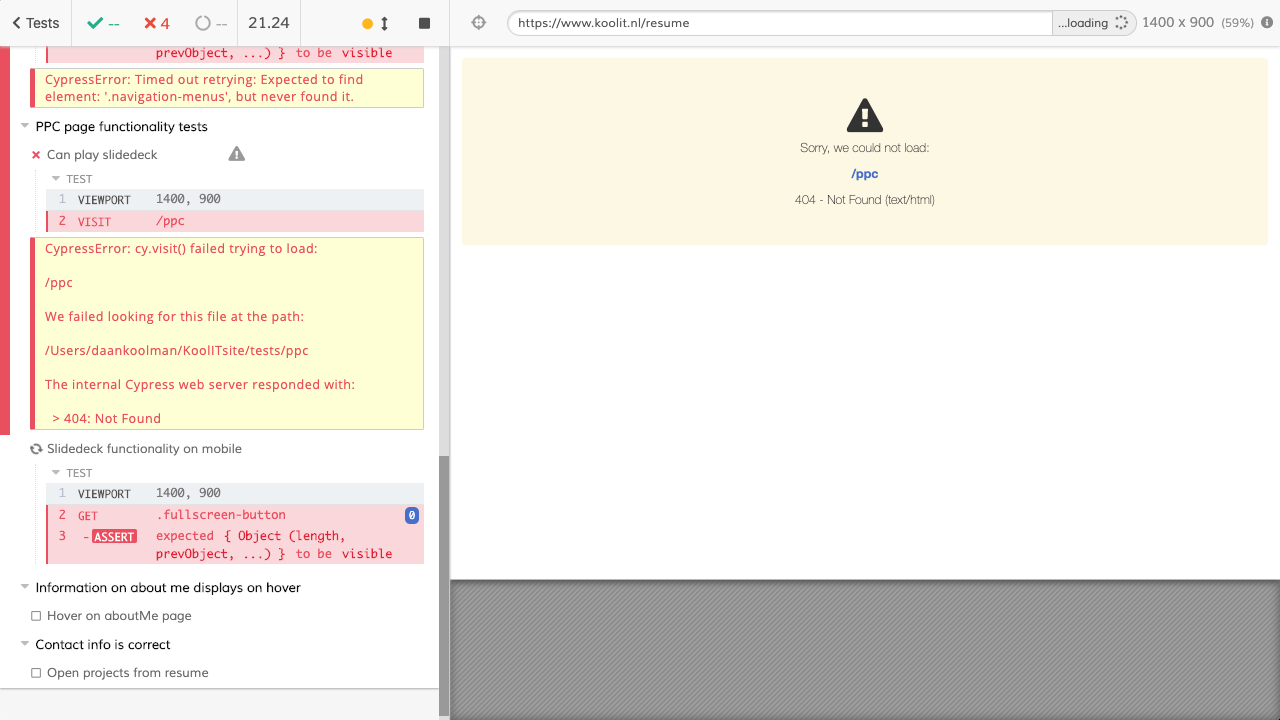 Tests
--
4
--
21.24
https://www.koolit.nl/resume
...loading
1400 x 900 (59%)
prevObject, ...) } to be visible
CypressError: Timed out retrying: Expected to find
element: '.navigation-menus', but never found it.
PPC page functionality tests
Can play slidedeck
TEST
1 VIEWPORT 1400, 900
2 VISIT /ppc
CypressError: cy.visit() failed trying to load:
/ppc
We failed looking for this file at the path:
/Users/daankoolman/KoolITsite/tests/ppc
The internal Cypress web server responded with:
> 404: Not Found
Slidedeck functionality on mobile
TEST
1 VIEWPORT 1400, 900
2 GET .fullscreen-button 0
3 -ASSERT expected { Object (length,
prevObject, ...) } to be visible
Information on about me displays on hover
Hover on aboutMe page
Contact info is correct
Open projects from resume
Sorry, we could not load:
/ppc
404 - Not Found (text/html)